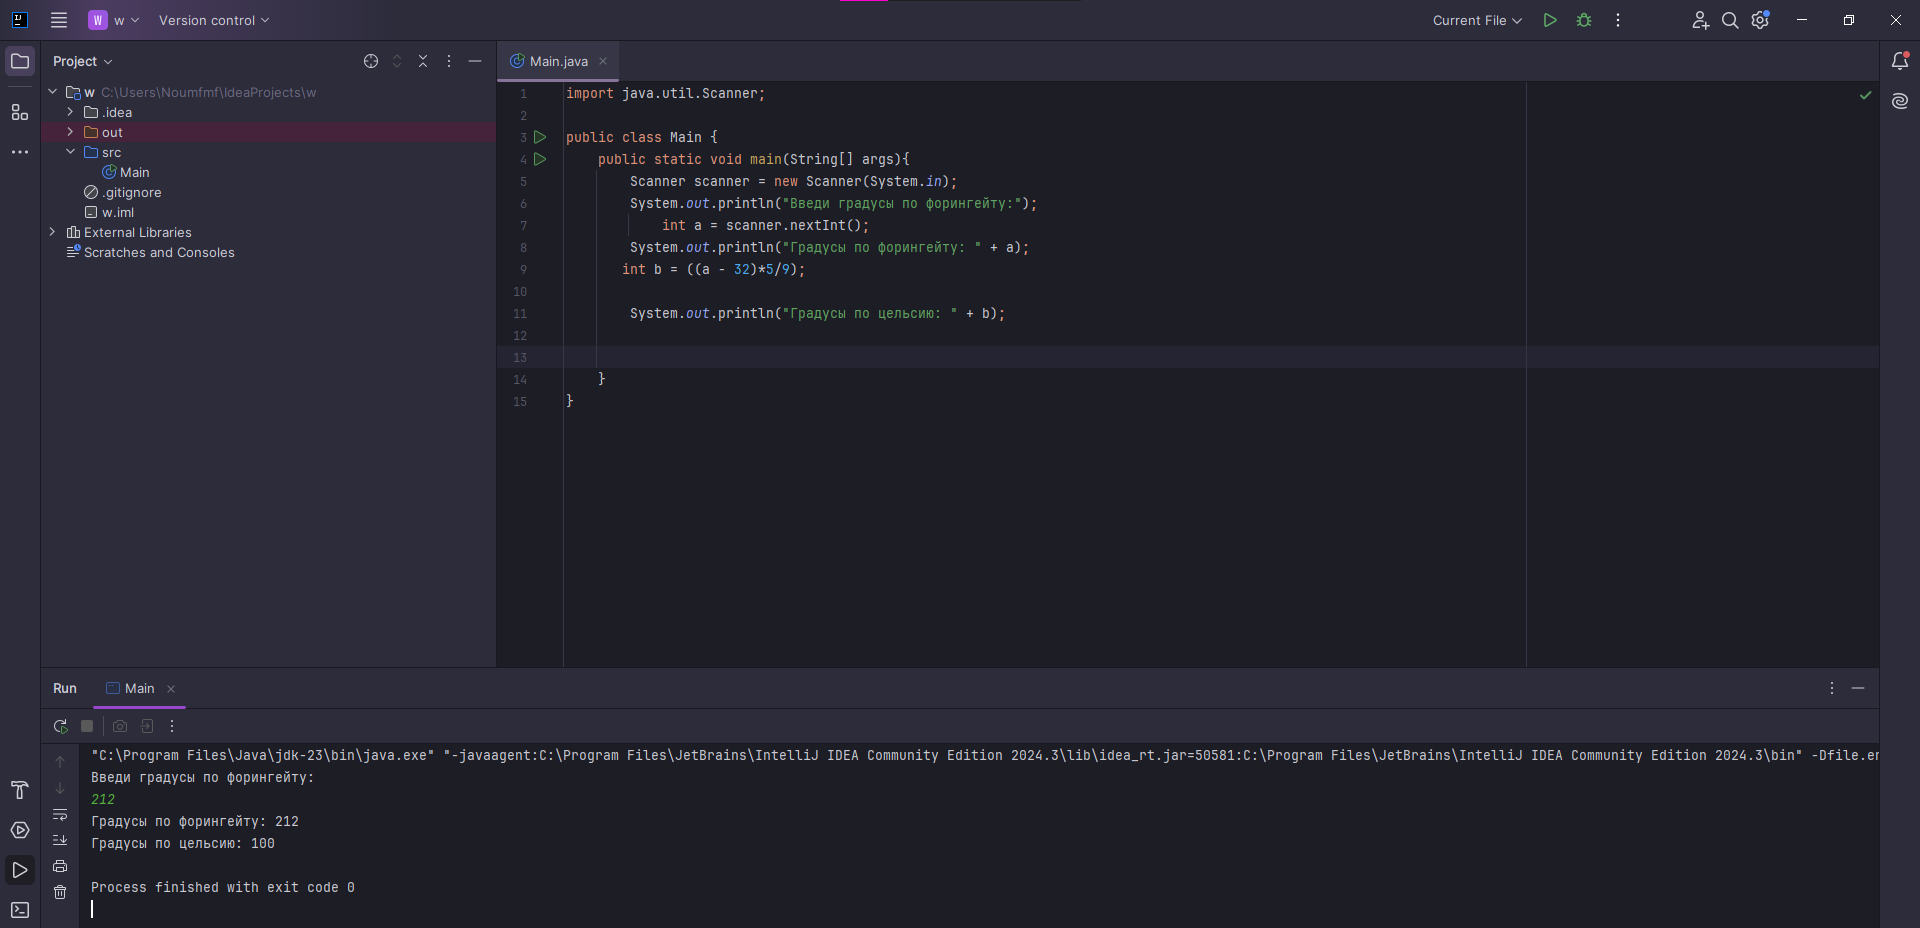 W w Version control Current File
Project
w C:\Users\Noumfmf\IdeaProjects\w
.idea
out
src
Main
.gitignore
w.iml
External Libraries
Scratches and Consoles
Main.java
1 import java.util.Scanner;
2
3 public class Main {
4 public static void main(String[] args){
5 Scanner scanner = new Scanner(System.in);
6 System.out.println("Введи градусы по форингейту:");
7 int a = scanner.nextInt();
8 System.out.println("Градусы по форингейту: " + a);
9 int b = ((a - 32)*5/9);
10
11 System.out.println("Градусы по цельсию: " + b);
12
13
14 }
15 }
Run Main
"C:\Program Files\Java\jdk-23\bin\java.exe" "-javaagent:C:\Program Files\JetBrains\IntelliJ IDEA Community Edition 2024.3\lib\idea_rt.jar=50581:C:\Program Files\JetBrains\IntelliJ IDEA Community Edition 2024.3\bin" -Dfile.en
Введи градусы по форингейту:
212
Градусы по форингейту: 212
Градусы по цельсию: 100
Process finished with exit code 0